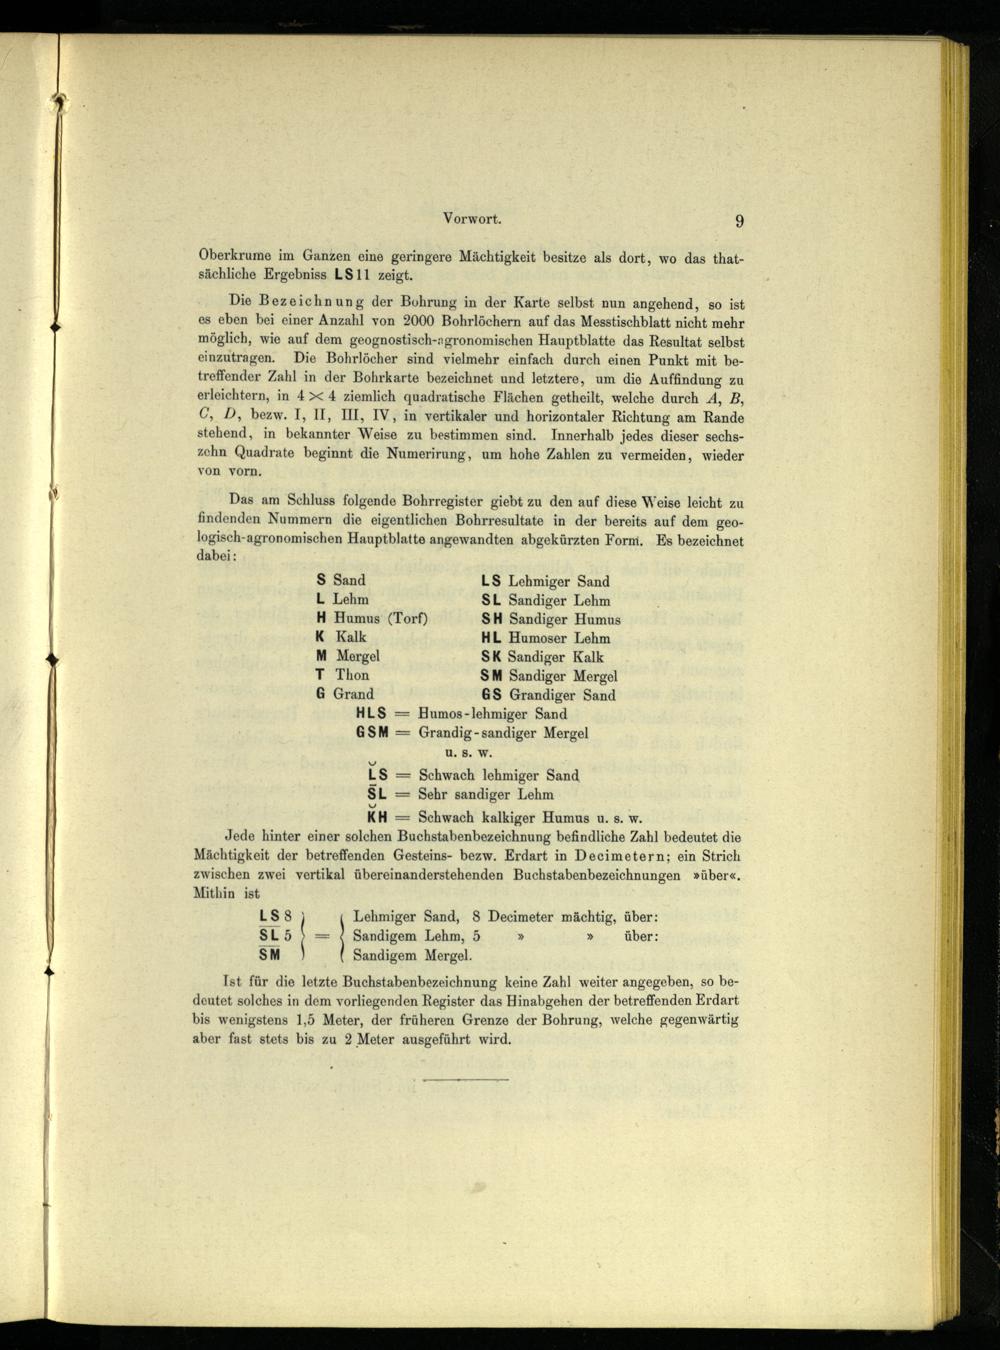 Vorwort. 9
Oberkrume im Ganzen eine geringere Mächtigkeit besitze als dort, wo das that-
sächliche Ergebniss LS 11 zeigt.
Die Bezeichnung der Bohrung in der Karte selbst nun angehend, so ist
es eben bei einer Anzahl von 2000 Bohrlöchern auf das Messtischblatt nicht mehr
möglich, wie auf dem geognostisch-agronomischen Hauptblatte das Resultat selbst
einzutragen. Die Bohrlöcher sind vielmehr einfach durch einen Punkt mit be-
treffender Zahl in der Bohrkarte bezeichnet und letztere, um die Auffindung zu
erleichtern, in 4 × 4 ziemlich quadratische Flächen getheilt, welche durch A, B,
C, D, bezw. I, II, III, IV, in vertikaler und horizontaler Richtung am Rande
stehend, in bekannter Weise zu bestimmen sind. Innerhalb jedes dieser sechs-
zehn Quadrate beginnt die Numerirung, um hohe Zahlen zu vermeiden, wieder
von vorn.
Das am Schluss folgende Bohrregister giebt zu den auf diese Weise leicht zu
findenden Nummern die eigentlichen Bohrresultate in der bereits auf dem geo-
logisch-agronomischen Hauptblatte angewandten abgekürzten Form. Es bezeichnet
dabei:
S Sand LS Lehmiger Sand
L Lehm SL Sandiger Lehm
H Humus (Torf) SH Sandiger Humus
K Kalk HL Humoser Lehm
M Mergel SK Sandiger Kalk
T Thon SM Sandiger Mergel
G Grand GS Grandiger Sand
HLS = Humos-lehmiger Sand
GSM = Grandig-sandiger Mergel
u. s. w.
L̆S = Schwach lehmiger Sand
S̄L = Sehr sandiger Lehm
K̆H = Schwach kalkiger Humus u. s. w.
Jede hinter einer solchen Buchstabenbezeichnung befindliche Zahl bedeutet die
Mächtigkeit der betreffenden Gesteins- bezw. Erdart in Decimetern; ein Strich
zwischen zwei vertikal übereinanderstehenden Buchstabenbezeichnungen »über«.
Mithin ist
LS 8 } { Lehmiger Sand, 8 Decimeter mächtig, über:
SL 5 } = { Sandigem Lehm, 5 » » über:
SM } { Sandigem Mergel.
Ist für die letzte Buchstabenbezeichnung keine Zahl weiter angegeben, so be-
deutet solches in dem vorliegenden Register das Hinabgehen der betreffenden Erdart
bis wenigstens 1,5 Meter, der früheren Grenze der Bohrung, welche gegenwärtig
aber fast stets bis zu 2 Meter ausgeführt wird.